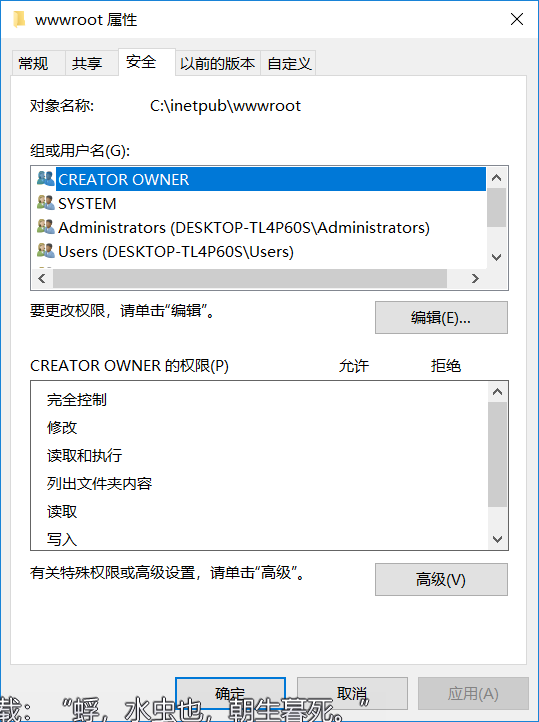 wwwroot 属性
常规 共享 安全 以前的版本 自定义
对象名称: C:\inetpub\wwwroot
组或用户名(G):
CREATOR OWNER
SYSTEM
Administrators (DESKTOP-TL4P60S\Administrators)
Users (DESKTOP-TL4P60S\Users)
要更改权限，请单击“编辑”。
编辑(E)...
CREATOR OWNER 的权限(P) 允许 拒绝
完全控制
修改
读取和执行
列出文件夹内容
读取
写入
有关特殊权限或高级设置，请单击“高级”。
高级(V)
确定 取消 应用(A)
载：“蜉，水虫也，朝生暮死。”